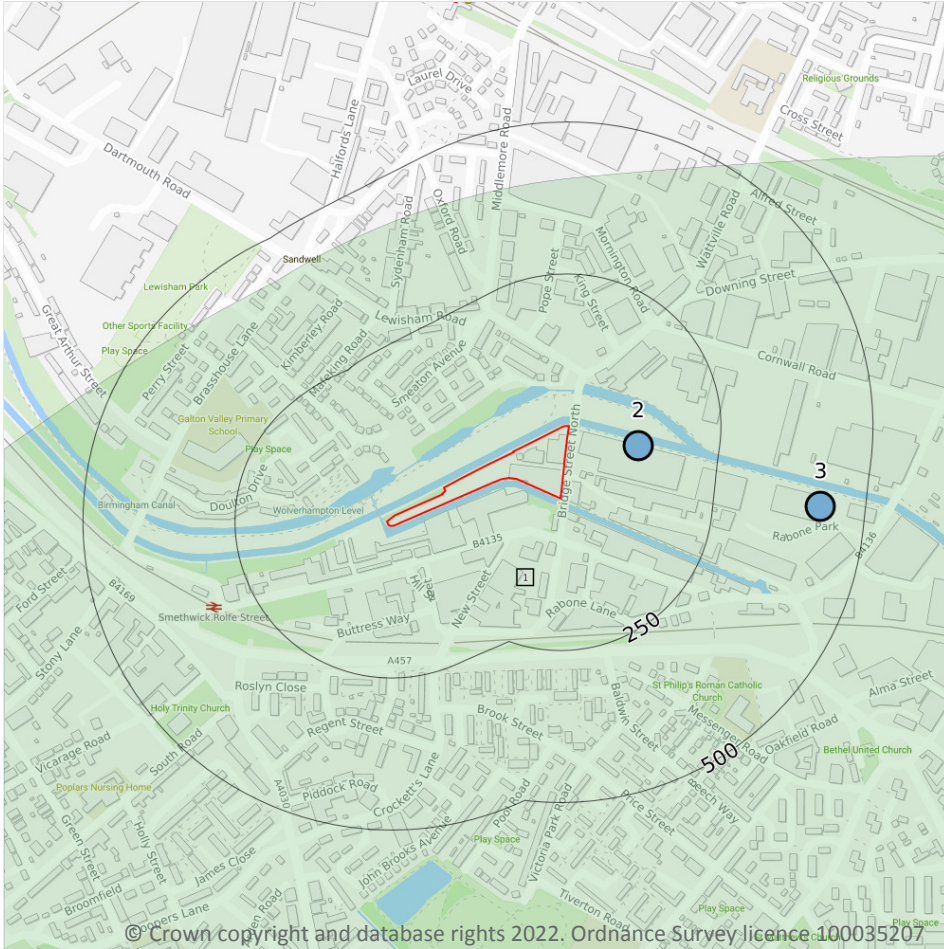 Laurel Drive
Religious Grounds
Cross Street
Halfords Lane
Middlemore Road
Dartmouth Road
Oxford Road
Alfred Street
Wattville Road
Sydenham Road
Sandwell
Mornington Road
Lewisham Park
Pope Street
King Street
Downing Street
Great Arthur Street
Other Sports Facility
Play Space
Kimberley Road
Lewisham Road
Brasshouse Lane
Perry Street
Mafeking Road
Smeaton Avenue
Cornwall Road
Galton Valley Primary
School
2
Play Space
Bridge Street North
3
Doulton Drive
Birmingham Canal
Wolverhampton Level
Rabone Park
B4135
B4136
1
B4169
Ford Street
Hill Street
New Street
Smethwick Rolfe Street
Buttress Way
Rabone Lane
250
Stony Lane
A457
Roslyn Close
St Philip's Roman Catholic
Church
Alma Street
Holy Trinity Church
Brook Street
Baldwin Street
Messenger Road
Regent Street
Oakfield Road
Vicarage Road
South Road
500
Bethel United Church
Poplars Nursing Home
A4030
Piddock Road
Crockett's Lane
Beech Way
Price Street
Pool Road
Victoria Park Road
Green Street
Holly Street
John Brooks Avenue
Play Space
James Close
Broomfield
Tiverton Road
Play Space
Play Space
Coopers Lane
© Crown copyright and database rights 2022. Ordnance Survey licence 100035207